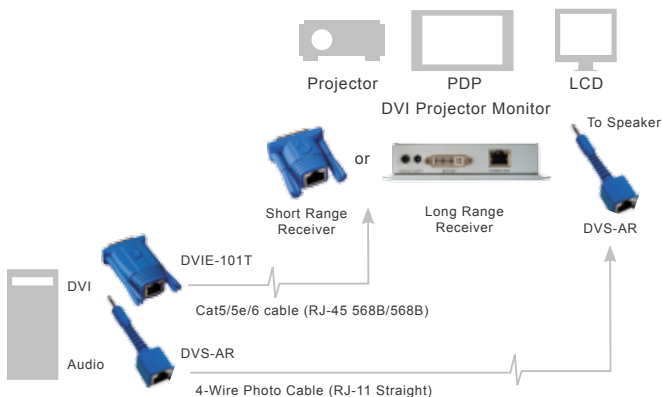 Projector
PDP
LCD
DVI Projector Monitor
To Speaker
or
Short Range
Receiver
Long Range
Receiver
DVS-AR
DVIE-101T
DVI
Cat5/5e/6 cable (RJ-45 568B/568B)
DVS-AR
Audio
4-Wire Photo Cable (RJ-11 Straight)